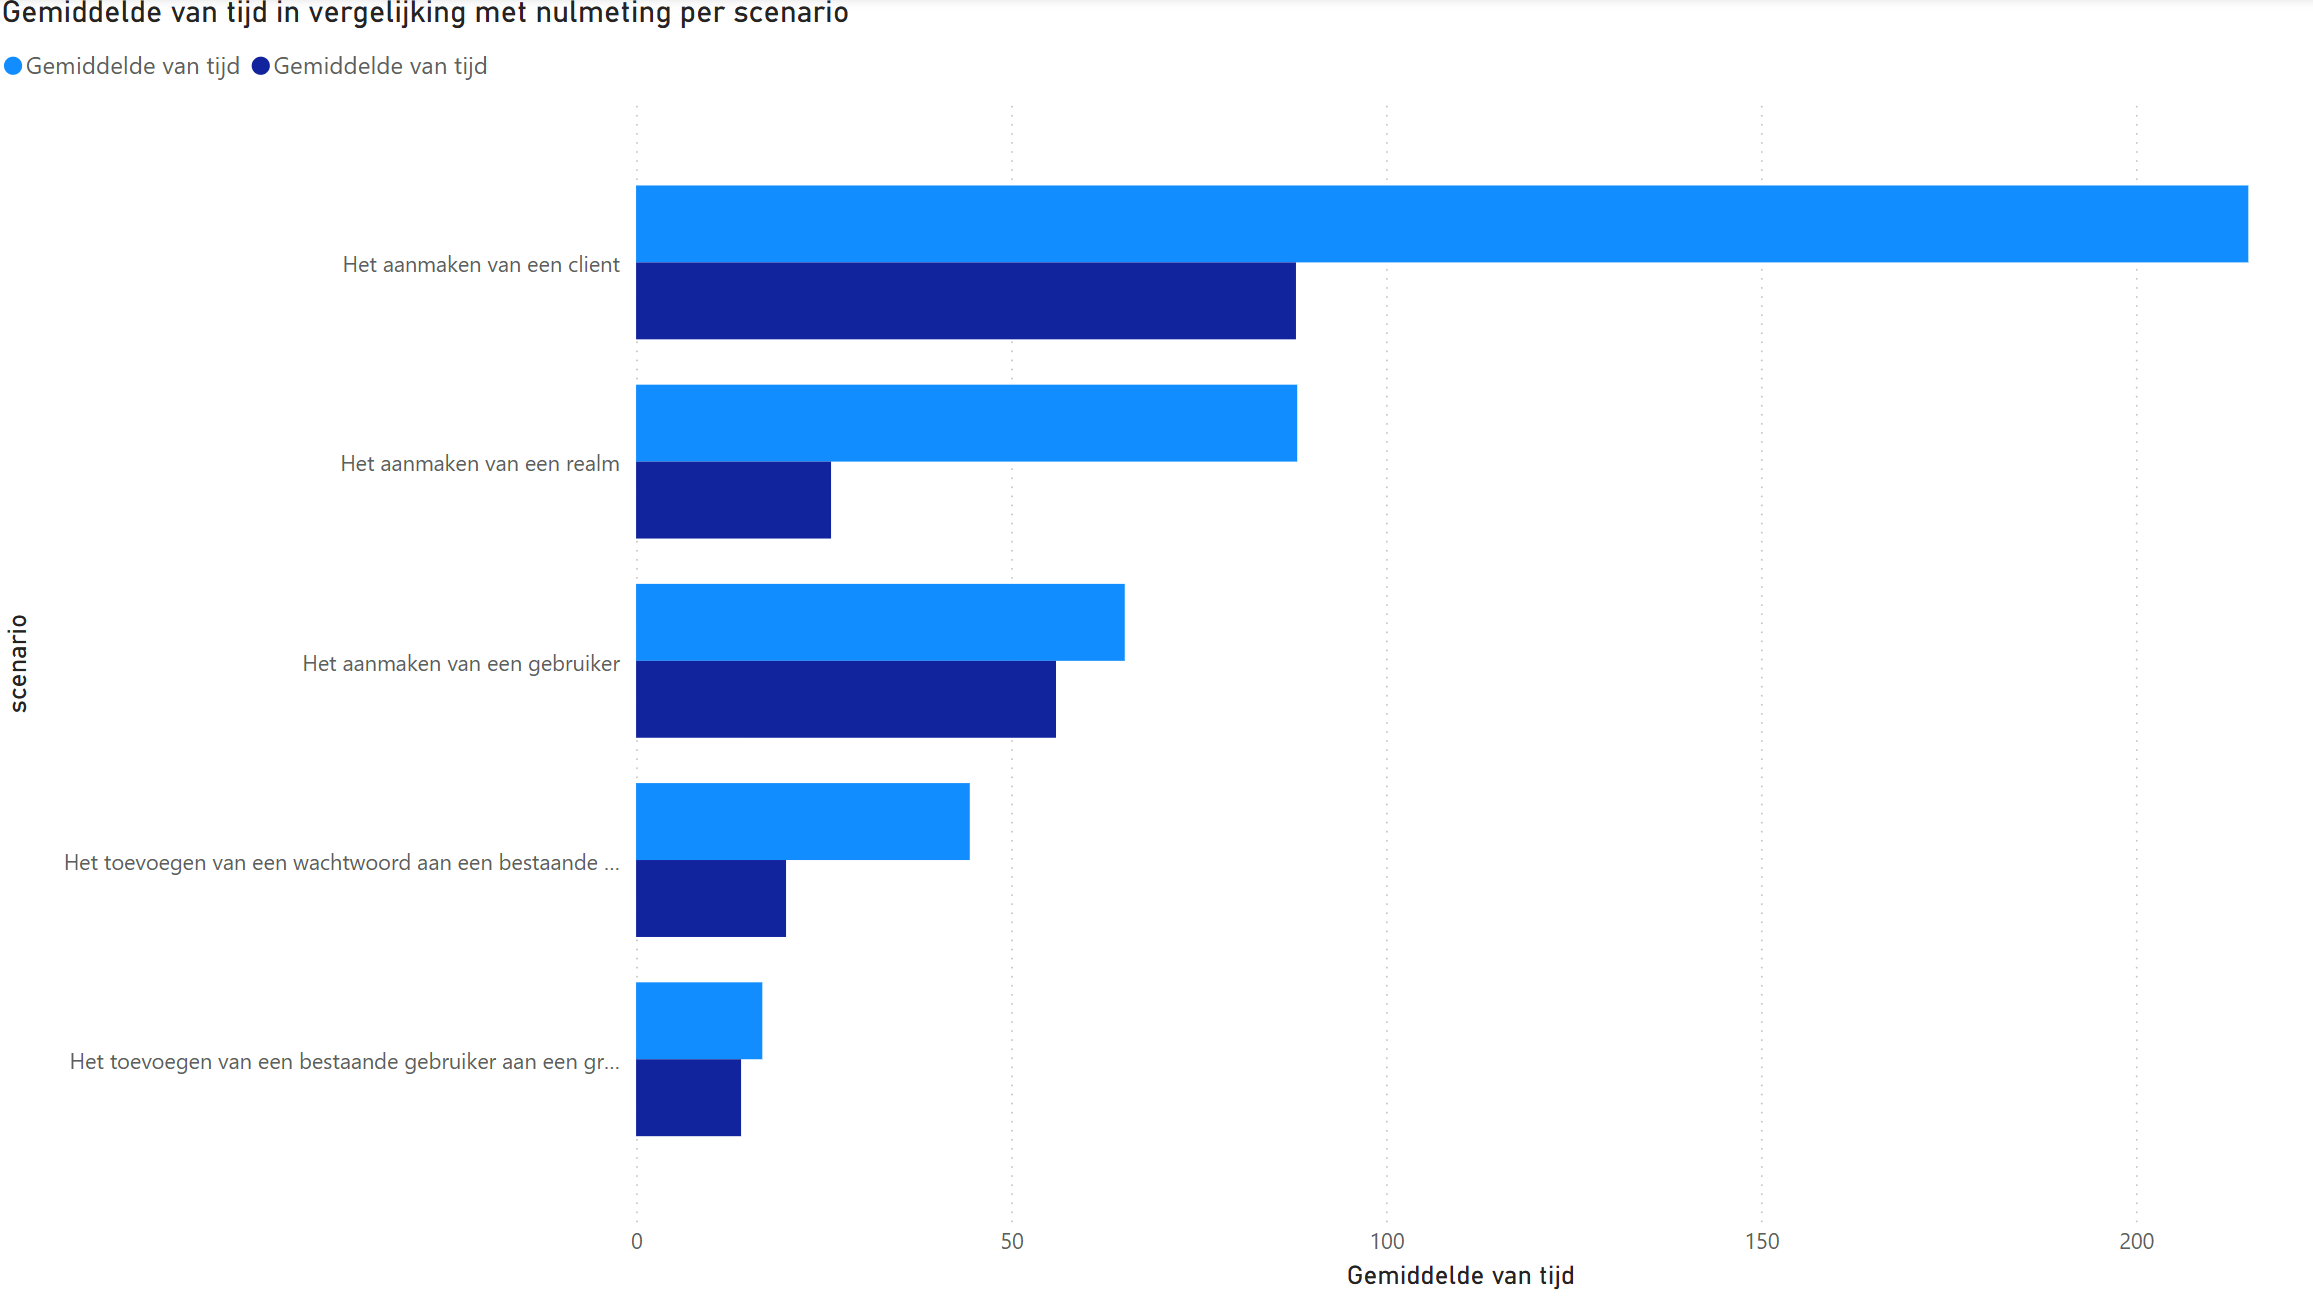 Gemiddelde van tijd in vergelijking met nulmeting per scenario
Gemiddelde van tijd Gemiddelde van tijd
Het aanmaken van een client
Het aanmaken van een realm
Het aanmaken van een gebruiker
Het toevoegen van een wachtwoord aan een bestaande ...
Het toevoegen van een bestaande gebruiker aan een gr...
scenario
0 50 100 150 200
Gemiddelde van tijd